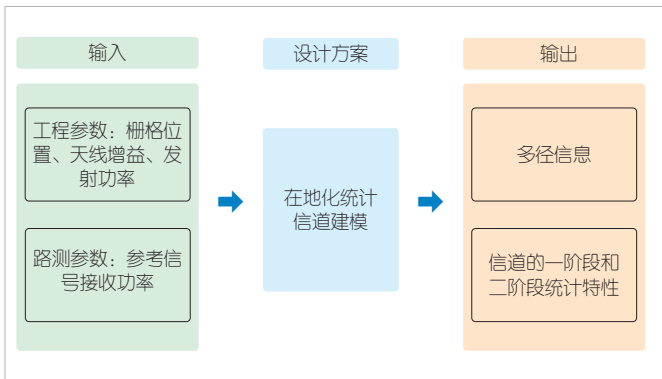 输入
设计方案
输出
工程参数：栅格位
置、天线增益、发
射功率
路测参数：参考信
号接收功率
在地化统计
信道建模
多径信息
信道的一阶段和
二阶段统计特性